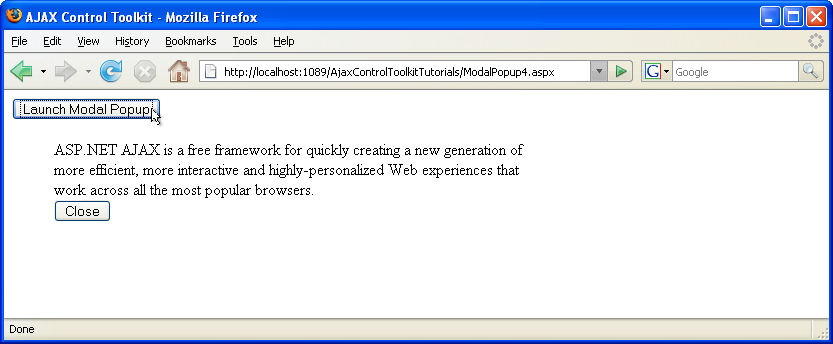 AJAX Control Toolkit - Mozilla Firefox
File Edit View History Bookmarks Tools Help
http://localhost:1089/AjaxControlToolkitTutorials/ModalPopup4.aspx G Google
Launch Modal Popup
ASP.NET AJAX is a free framework for quickly creating a new generation of
more efficient, more interactive and highly-personalized Web experiences that
work across all the most popular browsers.
Close
Done